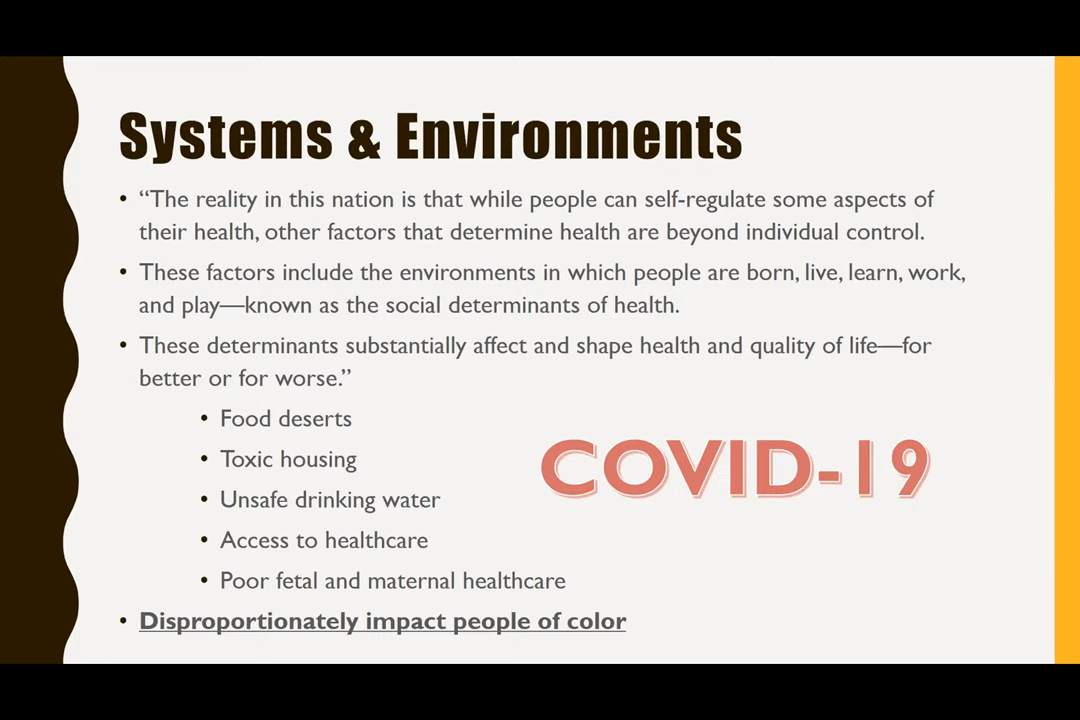 Systems & Environments
• “The reality in this nation is that while people can self-regulate some aspects of
their health, other factors that determine health are beyond individual control.
• These factors include the environments in which people are born, live, learn, work,
and play—known as the social determinants of health.
• These determinants substantially affect and shape health and quality of life—for
better or for worse.”
• Food deserts
• Toxic housing
• Unsafe drinking water
• Access to healthcare
• Poor fetal and maternal healthcare
• Disproportionately impact people of color
COVID-19